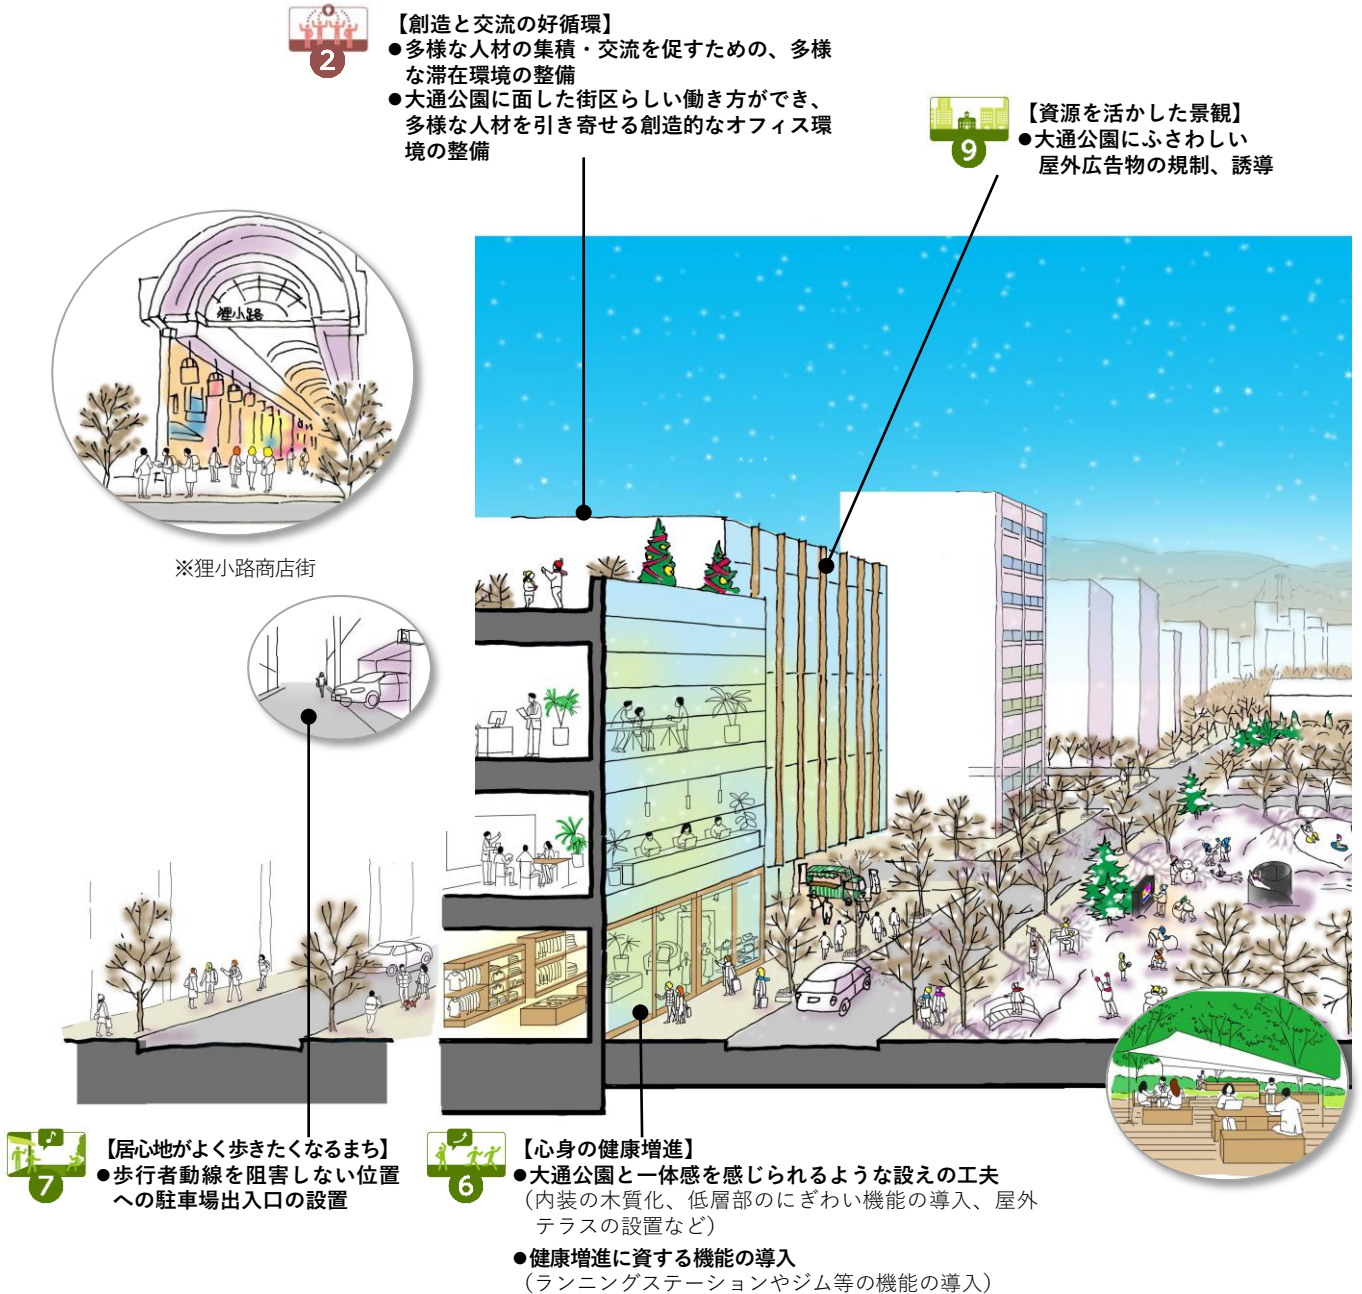 2
【創造と交流の好循環】
●多様な人材の集積・交流を促すための、多様
な滞在環境の整備
●大通公園に面した街区らしい働き方ができ、
多様な人材を引き寄せる創造的なオフィス環
境の整備
9
【資源を活かした景観】
●大通公園にふさわしい
屋外広告物の規制、誘導
狸小路
※狸小路商店街
7
【居心地がよく歩きたくなるまち】
●歩行者動線を阻害しない位置
への駐車場出入口の設置
6
【心身の健康増進】
●大通公園と一体感を感じられるような設えの工夫
（内装の木質化、低層部のにぎわい機能の導入、屋外
テラスの設置など）
●健康増進に資する機能の導入
（ランニングステーションやジム等の機能の導入）